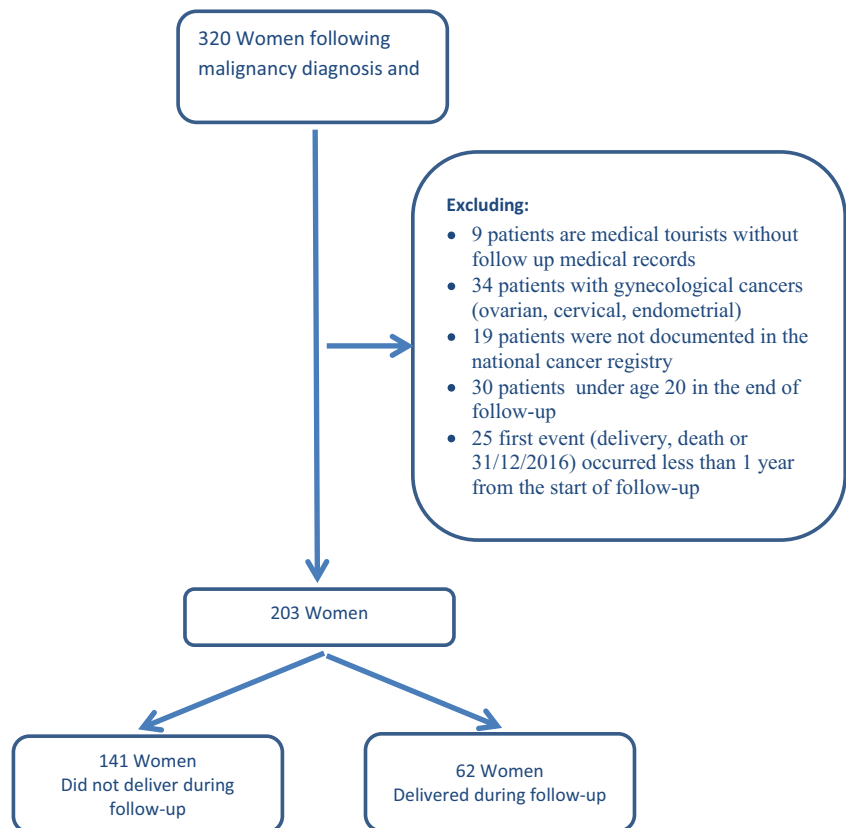 320 Women following
malignancy diagnosis and
Excluding:
• 9 patients are medical tourists without
follow up medical records
• 34 patients with gynecological cancers
(ovarian, cervical, endometrial)
• 19 patients were not documented in the
national cancer registry
• 30 patients under age 20 in the end of
follow-up
• 25 first event (delivery, death or
31/12/2016) occurred less than 1 year
from the start of follow-up
203 Women
141 Women
Did not deliver during
follow-up
62 Women
Delivered during follow-up